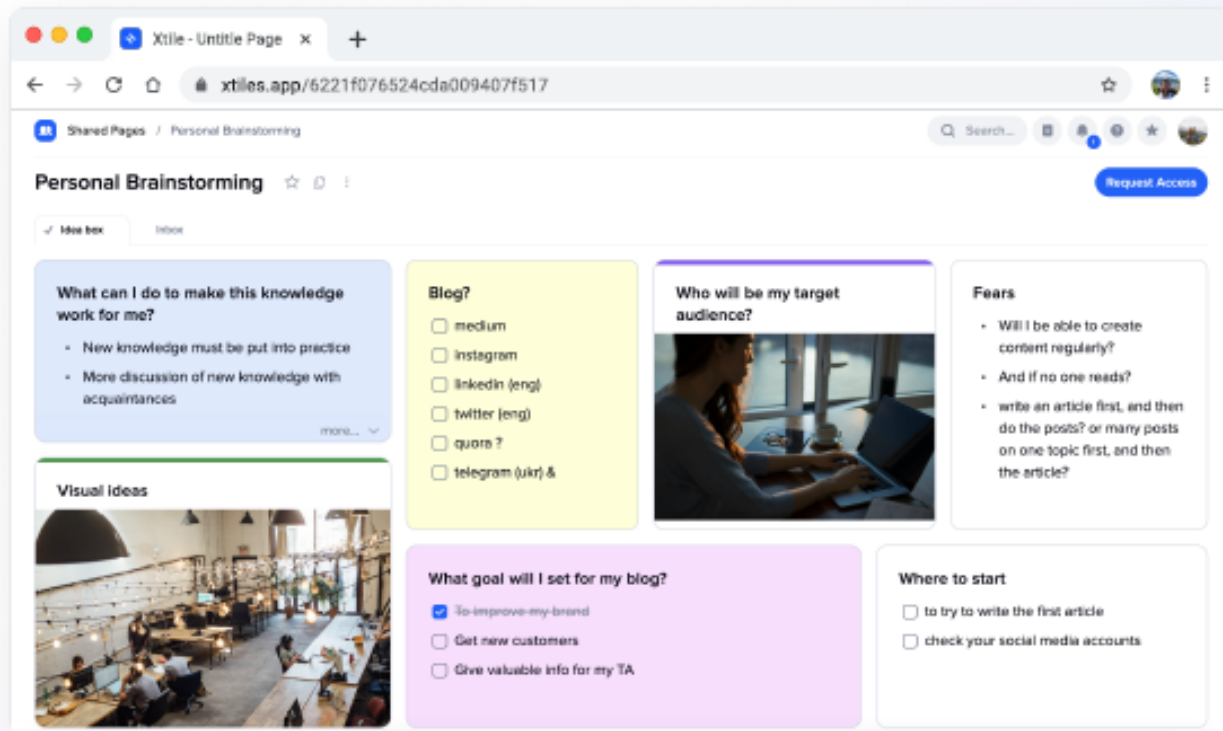 Xtile - Untitle Page
xtiles.app/6221f076524cda009407f517
Shared Pages / Personal Brainstorming
Search...
Personal Brainstorming
Request Access
Idea box
Inbox
What can I do to make this knowledge
work for me?
• New knowledge must be put into practice
• More discussion of new knowledge with
acquaintances
more...
Visual ideas
Blog?
medium
instagram
linkedin (eng)
twitter (eng)
quora ?
telegram (ukr) &
Who will be my target
audience?
Fears
• Will I be able to create
content regularly?
• And if no one reads?
• write an article first, and then
do the posts? or many posts
on one topic first, and then
the article?
What goal will I set for my blog?
To improve my brand
Get new customers
Give valuable info for my TA
Where to start
to try to write the first article
check your social media accounts